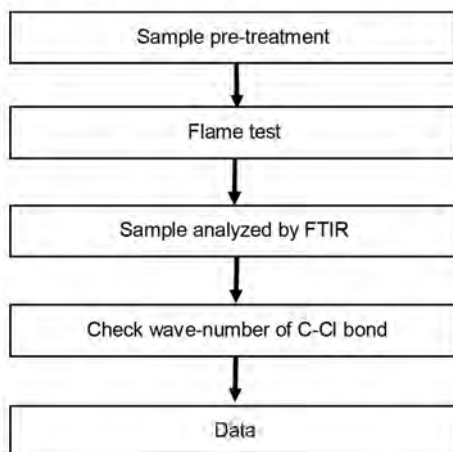 Sample pre-treatment
Flame test
Sample analyzed by FTIR
Check wave-number of C-Cl bond
Data